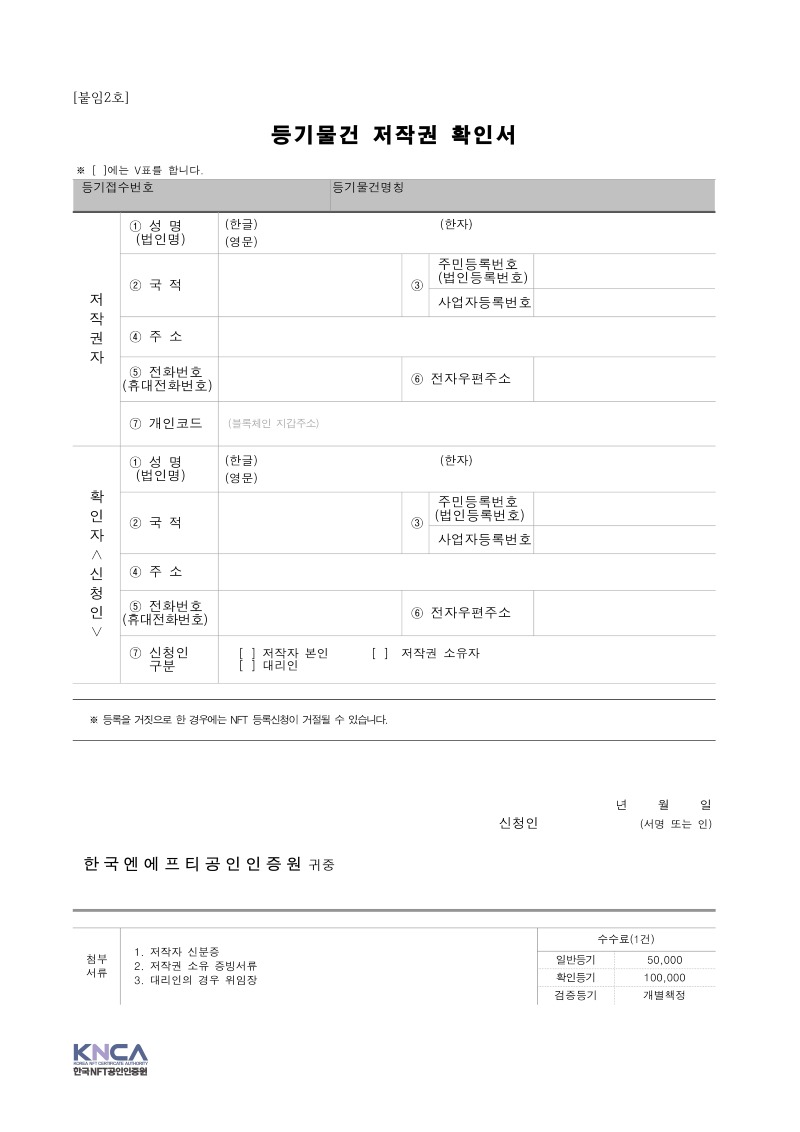 [붙임2호]
등기물건 저작권 확인서
※ [ ]에는 V표를 합니다.
등기접수번호 등기물건명칭
저작권자
① 성 명 (한글) (한자)
(법인명) (영문)
② 국 적 ③ 주민등록번호
(법인등록번호)
사업자등록번호
④ 주 소
⑤ 전화번호 ⑥ 전자우편주소
(휴대전화번호)
⑦ 개인코드 (블록체인 지갑주소)
확인자<신청인>
① 성 명 (한글) (한자)
(법인명) (영문)
② 국 적 ③ 주민등록번호
(법인등록번호)
사업자등록번호
④ 주 소
⑤ 전화번호 ⑥ 전자우편주소
(휴대전화번호)
⑦ 신청인 [ ] 저작자 본인 [ ] 저작권 소유자
구분 [ ] 대리인
※ 등록을 거짓으로 한 경우에는 NFT 등록신청이 거절될 수 있습니다.
년 월 일
신청인 (서명 또는 인)
한국엔에프티공인인증원 귀중
첨부
서류
1. 저작자 신분증
2. 저작권 소유 증빙서류
3. 대리인의 경우 위임장
수수료(1건)
일반등기 50,000
확인등기 100,000
검증등기 개별책정
KNCA
KOREA NFT CERTIFICATE AUTHORITY
한국NFT공인인증원